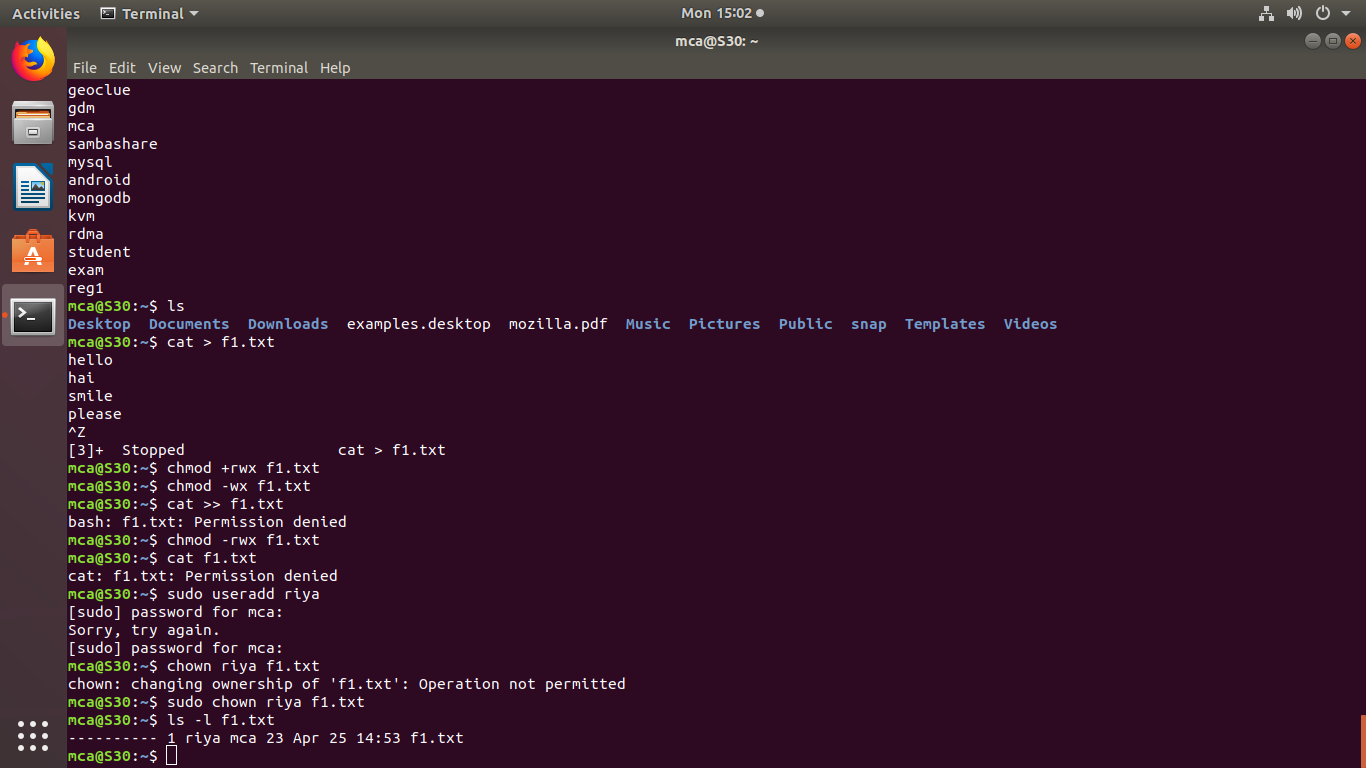 Activities Terminal Mon 15:02
mca@S30: ~
File Edit View Search Terminal Help
geoclue
gdm
mca
sambashare
mysql
android
mongodb
kvm
rdma
student
exam
reg1
mca@S30:~$ ls
Desktop Documents Downloads examples.desktop mozilla.pdf Music Pictures Public snap Templates Videos
mca@S30:~$ cat > f1.txt
hello
hai
smile
please
^Z
[3]+  Stopped                 cat > f1.txt
mca@S30:~$ chmod +rwx f1.txt
mca@S30:~$ chmod -wx f1.txt
mca@S30:~$ cat >> f1.txt
bash: f1.txt: Permission denied
mca@S30:~$ chmod -rwx f1.txt
mca@S30:~$ cat f1.txt
cat: f1.txt: Permission denied
mca@S30:~$ sudo useradd riya
[sudo] password for mca:
Sorry, try again.
[sudo] password for mca:
mca@S30:~$ chown riya f1.txt
chown: changing ownership of 'f1.txt': Operation not permitted
mca@S30:~$ sudo chown riya f1.txt
mca@S30:~$ ls -l f1.txt
---------- 1 riya mca 23 Apr 25 14:53 f1.txt
mca@S30:~$